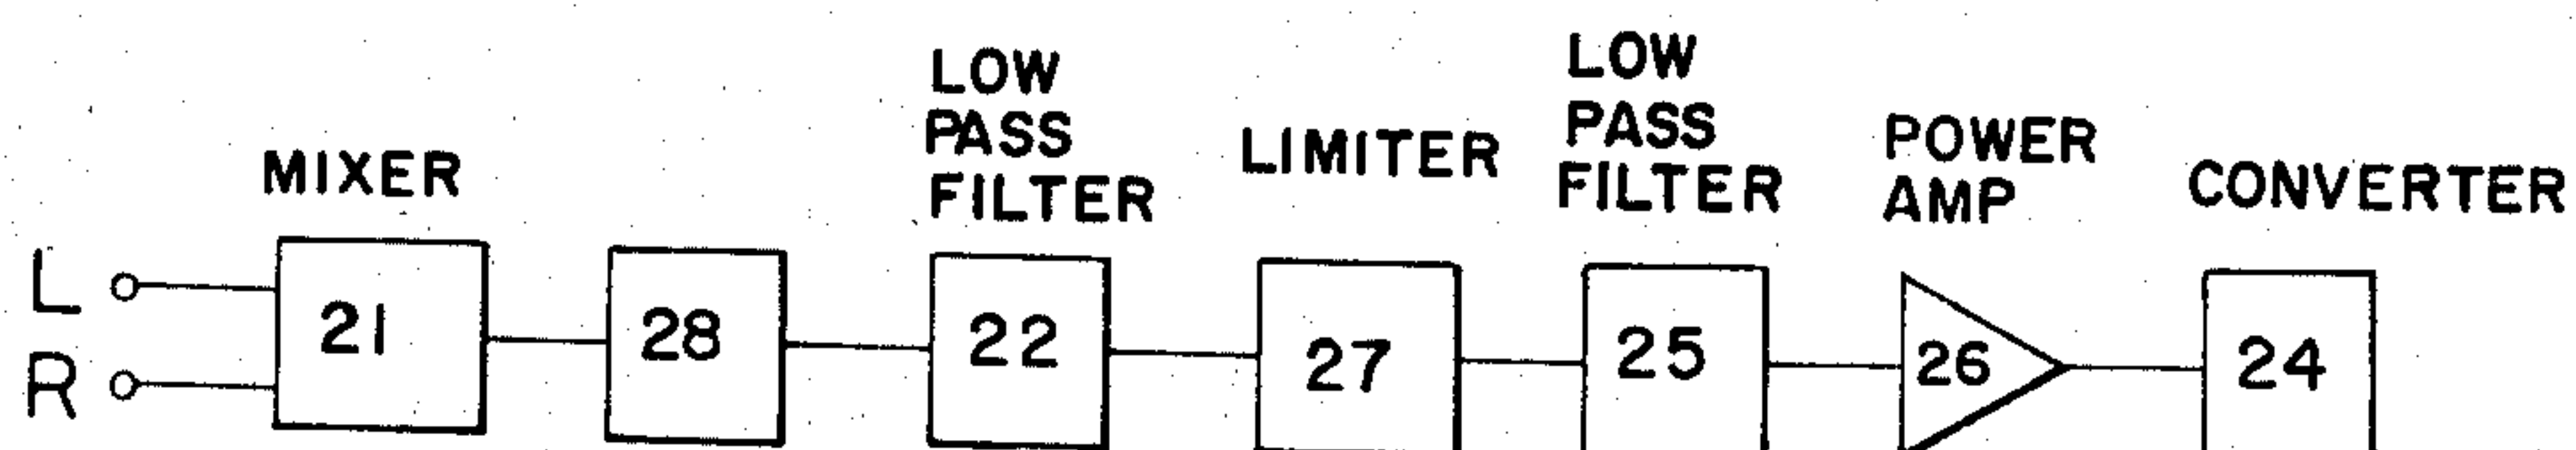 MIXER
LOW
PASS
FILTER
LIMITER
LOW
PASS
FILTER
POWER
AMP
CONVERTER
L
R
21
28
22
27
25
26
24